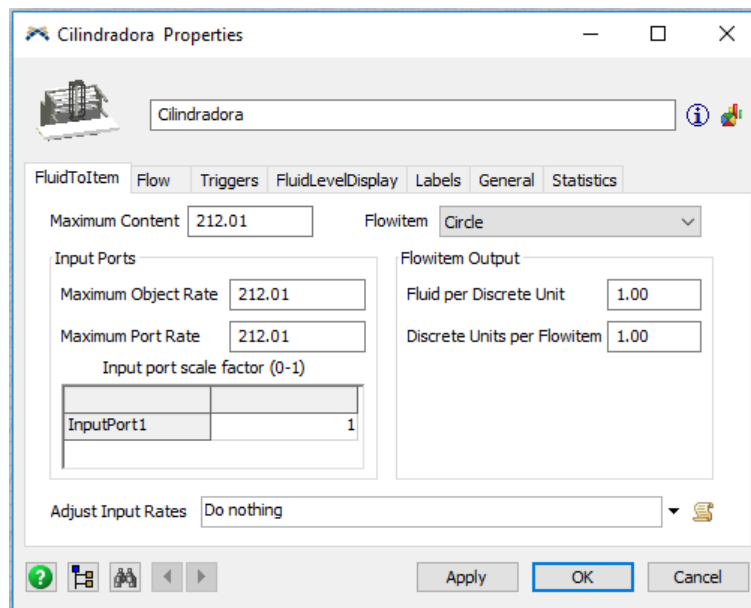 Cilindradora Properties
Cilindradora
FluidToItem Flow Triggers FluidLevelDisplay Labels General Statistics
Maximum Content 212.01 Flowitem Circle
Input Ports Flowitem Output
Maximum Object Rate 212.01 Fluid per Discrete Unit 1.00
Maximum Port Rate 212.01 Discrete Units per Flowitem 1.00
Input port scale factor (0-1)
InputPort1 1
Adjust Input Rates Do nothing
Apply OK Cancel